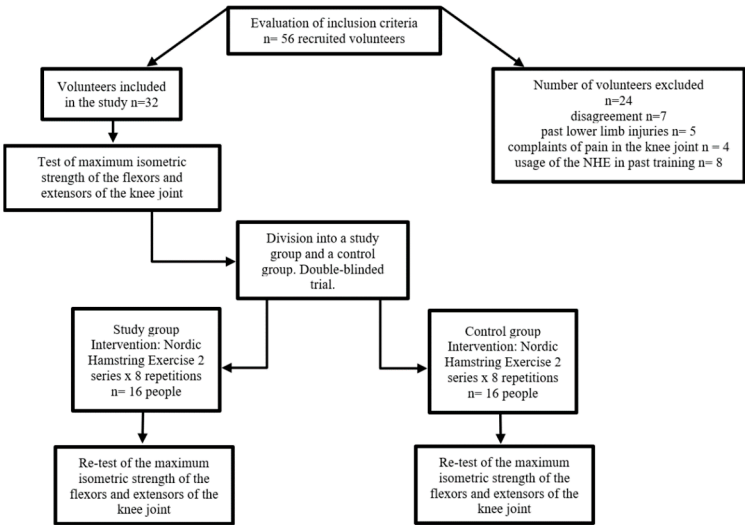 Evaluation of inclusion criteria
n= 56 recruited volunteers
Volunteers included
in the study n=32
Number of volunteers excluded
n=24
disagreement n=7
past lower limb injuries n= 5
complaints of pain in the knee joint n = 4
usage of the NHE in past training n= 8
Test of maximum isometric
strength of the flexors and
extensors of the knee joint
Division into a study
group and a control
group. Double-blinded
trial.
Study group
Intervention: Nordic
Hamstring Exercise 2
series x 8 repetitions
n= 16 people
Control group
Intervention: Nordic
Hamstring Exercise 2
series x 8 repetitions
n= 16 people
Re-test of the maximum
isometric strength of the
flexors and extensors of the
knee joint
Re-test of the maximum
isometric strength of the
flexors and extensors of the
knee joint